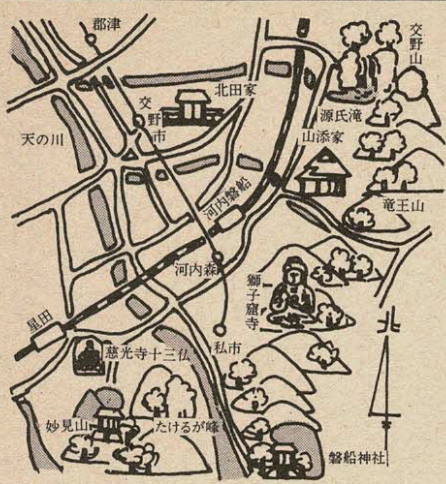 郡津
交野山
北田家
源氏滝
交野市
天の川
山添家
竜王山
河内磐船
河内森
獅子窟寺
北
星田
私市
慈光寺十三仏
妙見山
たけるが峰
磐船神社